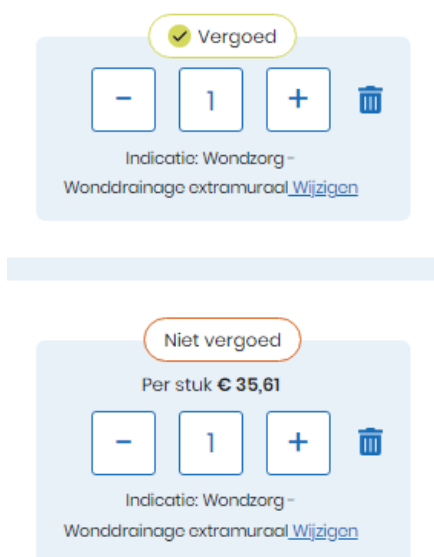 Vergoed
- 1 +
Indicatie: Wondzorg -
Wonddrainage extramuraal Wijzigen
Niet vergoed
Per stuk € 35,61
- 1 +
Indicatie: Wondzorg -
Wonddrainage extramuraal Wijzigen